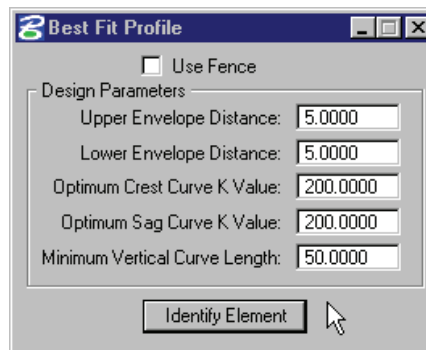 Best Fit Profile
Use Fence
Design Parameters
Upper Envelope Distance: 5.0000
Lower Envelope Distance: 5.0000
Optimum Crest Curve K Value: 200.0000
Optimum Sag Curve K Value: 200.0000
Minimum Vertical Curve Length: 50.0000
Identify Element